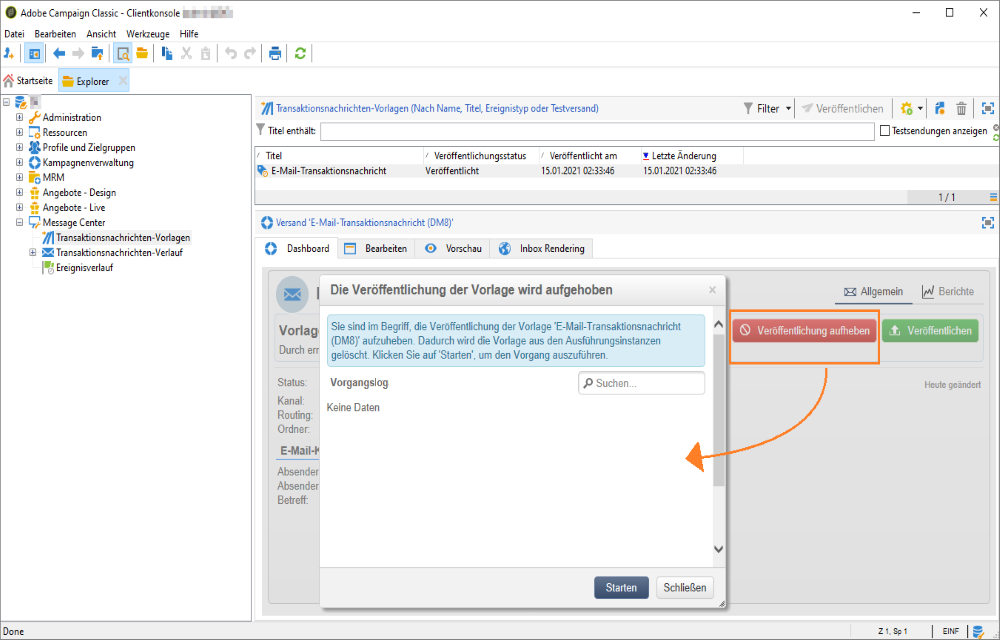 Adobe Campaign Classic - Clientkonsole
Datei Bearbeiten Ansicht Werkzeuge Hilfe
Startseite Explorer
Administration
Ressourcen
Profile und Zielgruppen
Kampagnenverwaltung
MRM
Angebote - Design
Angebote - Live
Message Center
Transaktionsnachrichten-Vorlagen
Transaktionsnachrichten-Verlauf
Ereignisverlauf
Transaktionsnachrichten-Vorlagen (Nach Name, Titel, Ereignistyp oder Testversand)
Filter Veröffentlichen
Titel enthält:
Testsendungen anzeigen
Titel Veröffentlichungsstatus Veröffentlicht am Letzte Änderung
E-Mail-Transaktionsnachricht Veröffentlicht 15.01.2021 02:33:46 15.01.2021 02:33:46
1 / 1
Versand 'E-Mail-Transaktionsnachricht (DM8)'
Dashboard Bearbeiten Vorschau Inbox Rendering
Allgemein Berichte
Vorlag
Durch err
Veröffentlichung aufheben Veröffentlichen
Heute geändert
Status:
Kanal:
Routing:
Ordner:
E-Mail-K
Absender
Absender
Betreff:
Die Veröffentlichung der Vorlage wird aufgehoben
Sie sind im Begriff, die Veröffentlichung der Vorlage 'E-Mail-Transaktionsnachricht
(DM8)' aufzuheben. Dadurch wird die Vorlage aus den Ausführungsinstanzen
gelöscht. Klicken Sie auf 'Starten', um den Vorgang auszuführen.
Vorgangslog
Suchen...
Keine Daten
Starten Schließen
Done
Z 1, Sp 1 EINF